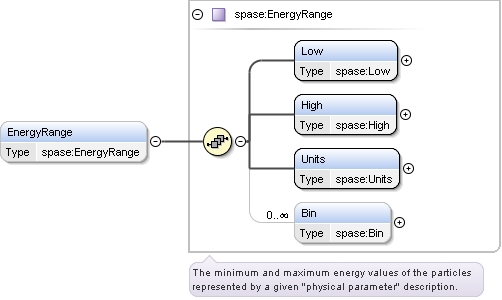 spase:EnergyRange
Low
Type spase:Low
High
Type spase:High
EnergyRange
Type spase:EnergyRange
Units
Type spase:Units
0..∞
Bin
Type spase:Bin
The minimum and maximum energy values of the particles
represented by a given "physical parameter" description.